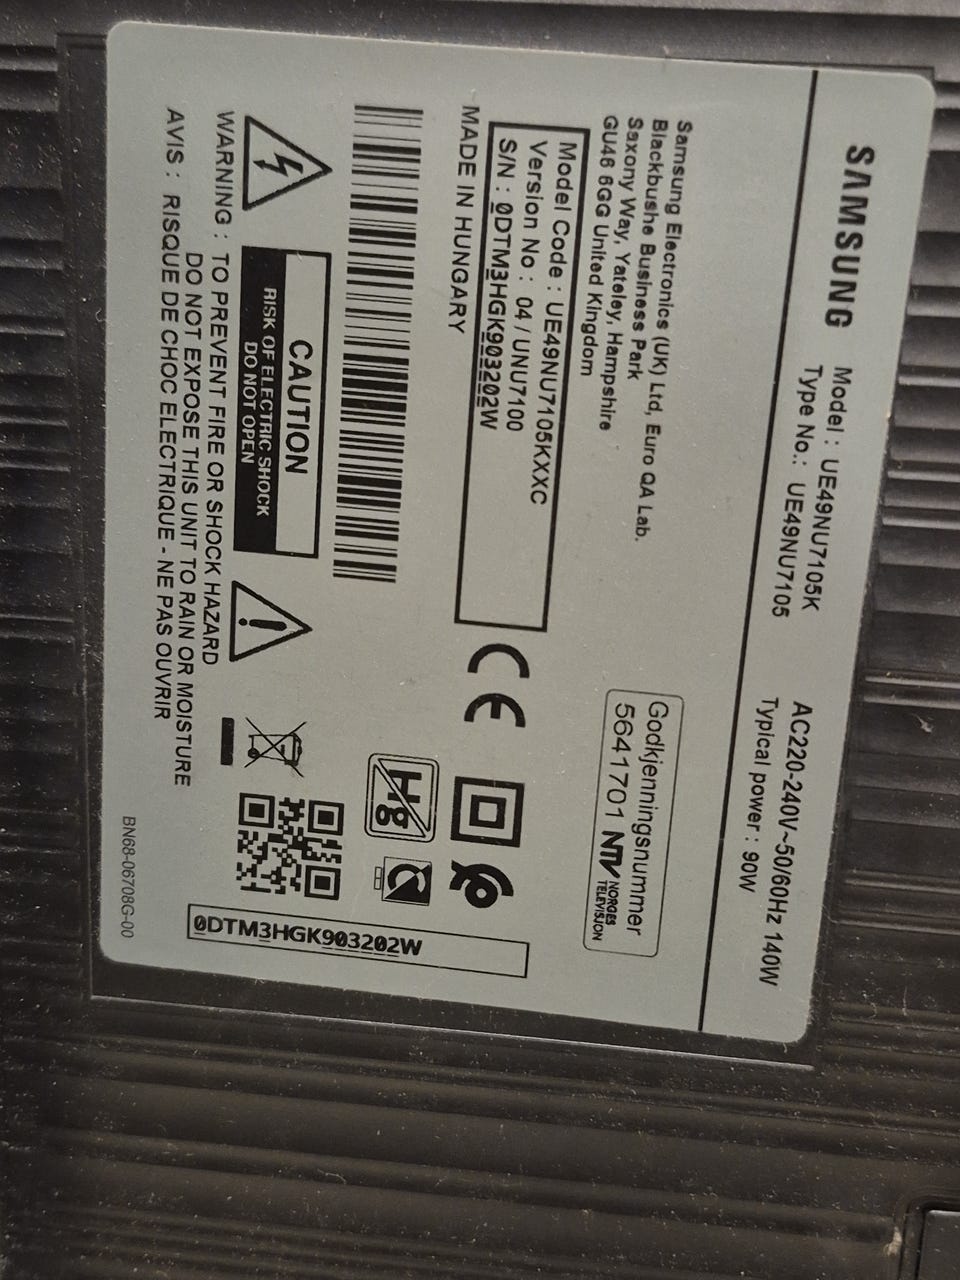 SAMSUNG
Model : UE49NU7105K
Type No.: UE49NU7105
AC220-240V~50/60Hz 140W
Typical power : 90W
Samsung Electronics (UK) Ltd, Euro QA Lab.
Blackbushe Business Park
Saxony Way, Yateley, Hampshire
GU46 6GG United Kingdom
Godkjenningsnummer
5641701 NTV NORGES
TELEVISJON
Model Code : UE49NU7105KXXC
Version No : 04 / UNU7100
S/N : 0DTM3HGK903202W
MADE IN HUNGARY
CE
Hg
CAUTION
RISK OF ELECTRIC SHOCK
DO NOT OPEN
0DTM3HGK903202W
WARNING : TO PREVENT FIRE OR SHOCK HAZARD
DO NOT EXPOSE THIS UNIT TO RAIN OR MOISTURE
AVIS : RISQUE DE CHOC ELECTRIQUE - NE PAS OUVRIR
BN68-06708G-00